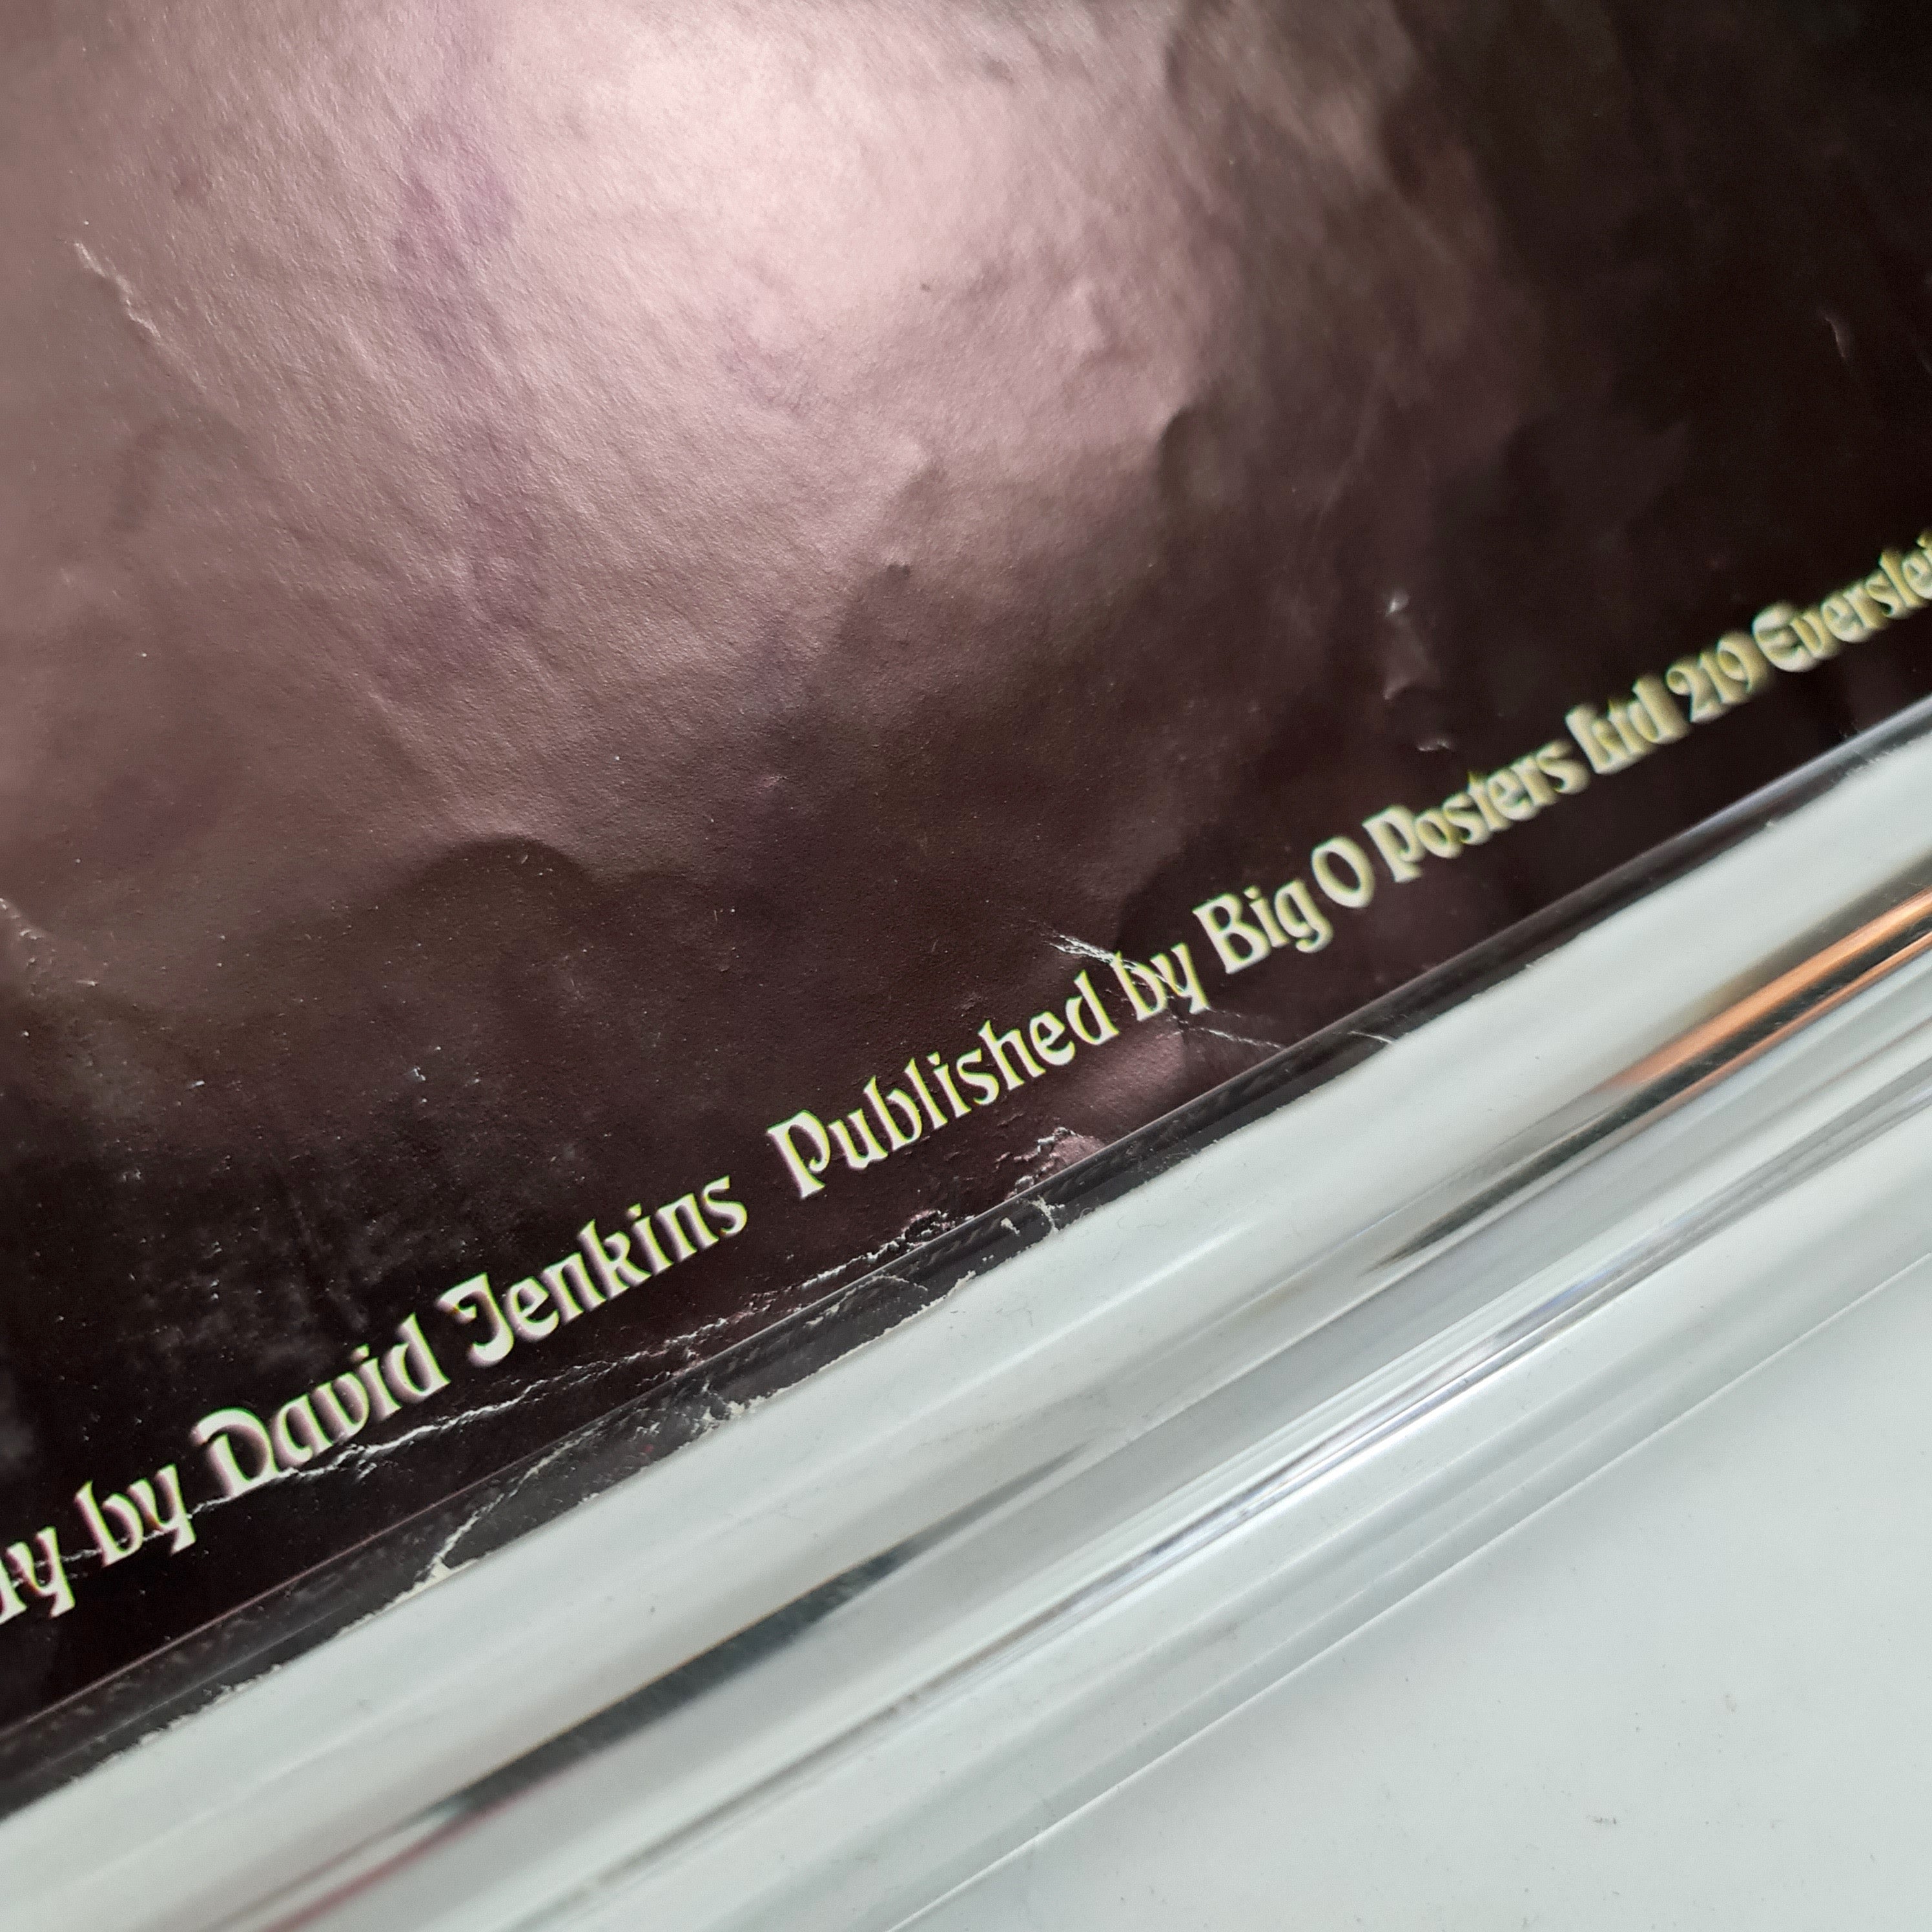 by David Jenkins Published by Big O Posters Ltd 219